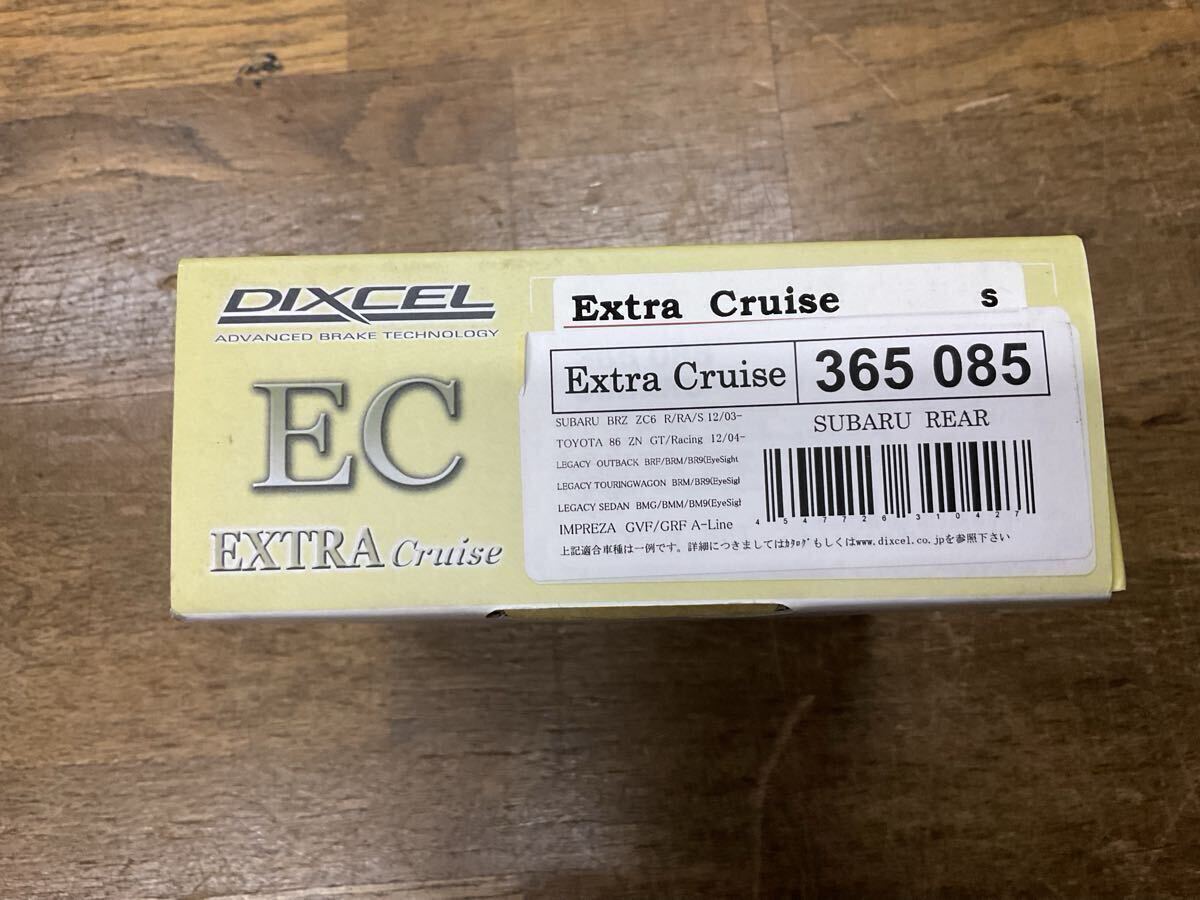 DIXCEL
ADVANCED BRAKE TECHNOLOGY
EC
EXTRA Cruise
Extra Cruise s
Extra Cruise 365 085
SUBARU BRZ ZC6 R/RA/S 12/03-
TOYOTA 86 ZN GT/Racing 12/04-
LEGACY OUTBACK BRF/BRM/BR9(EyeSight
LEGACY TOURINGWAGON BRM/BR9(EyeSigl
LEGACY SEDAN BMG/BMM/BM9(EyeSigl
IMPREZA GVF/GRF A-Line
SUBARU REAR
4547726310427
上記適合車種は一例です。詳細につきましてはｶﾀﾛｸﾞもしくはwww.dixcel.co.jpを参照下さい